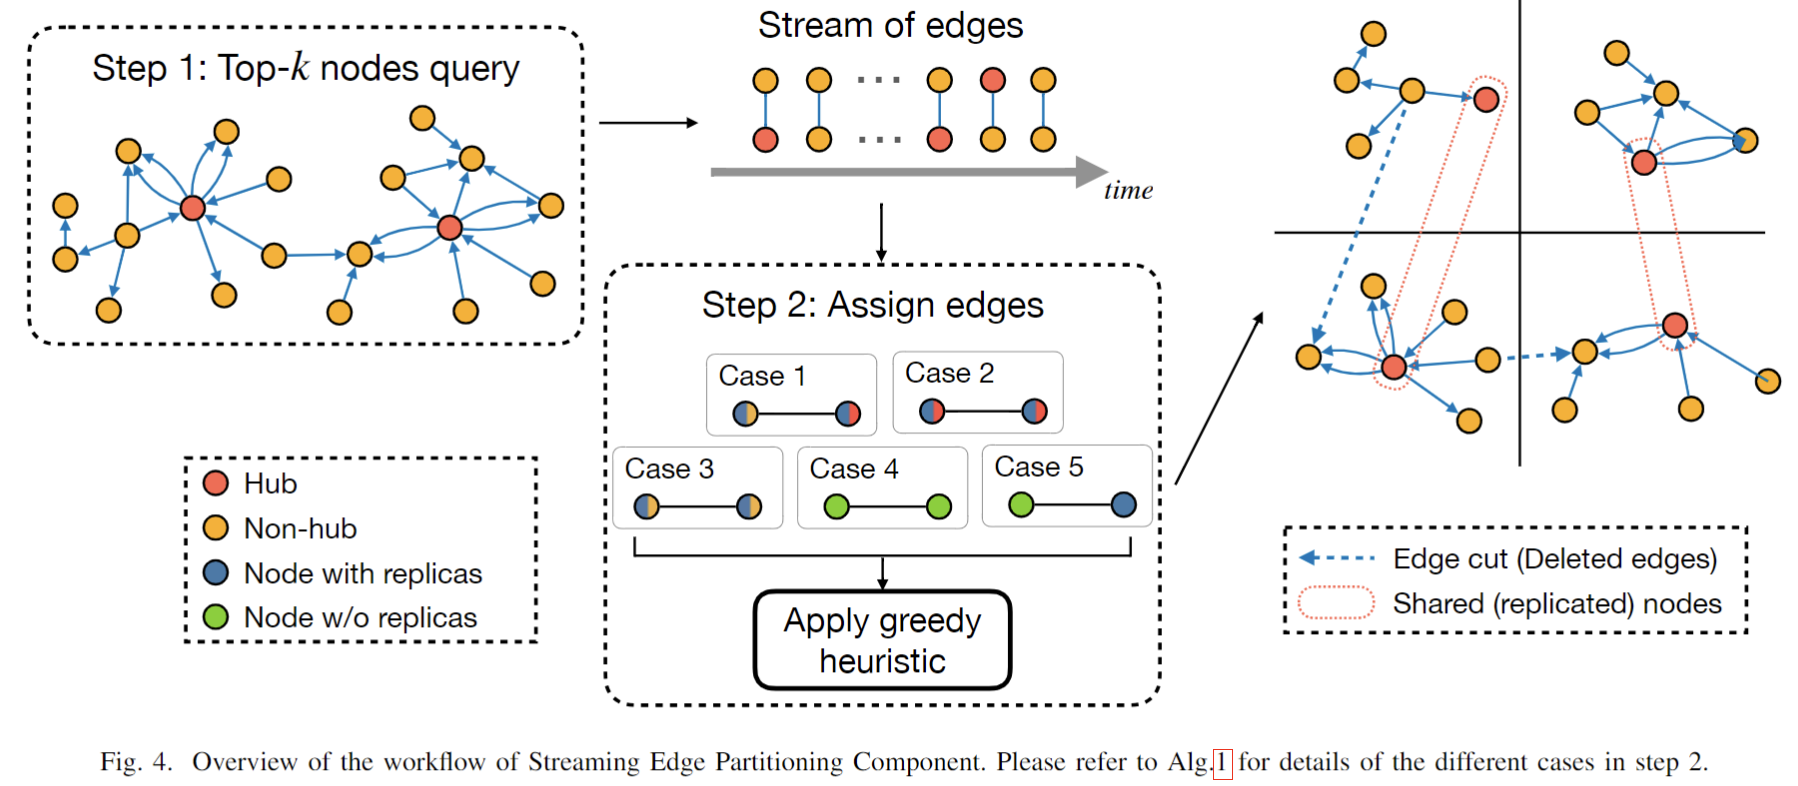 Step 1: Top-k nodes query
Stream of edges
time
Step 2: Assign edges
Case 1
Case 2
Case 3
Case 4
Case 5
Apply greedy
heuristic
Hub
Non-hub
Node with replicas
Node w/o replicas
Edge cut (Deleted edges)
Shared (replicated) nodes
Fig. 4. Overview of the workflow of Streaming Edge Partitioning Component. Please refer to Alg.1 for details of the different cases in step 2.